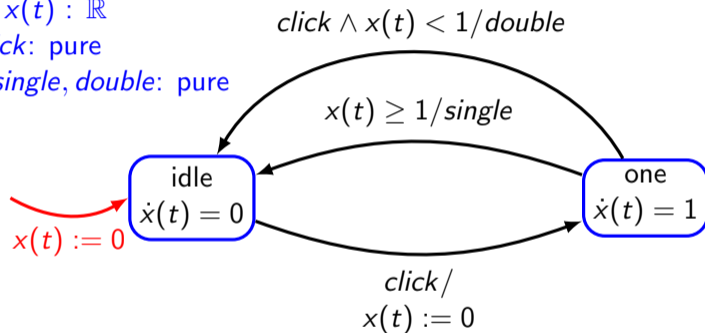 x(t) : ℝ
ck: pure
single, double: pure
click ∧ x(t) < 1/double
x(t) ≥ 1/single
idle
ẋ(t) = 0
one
ẋ(t) = 1
x(t) := 0
click/
x(t) := 0